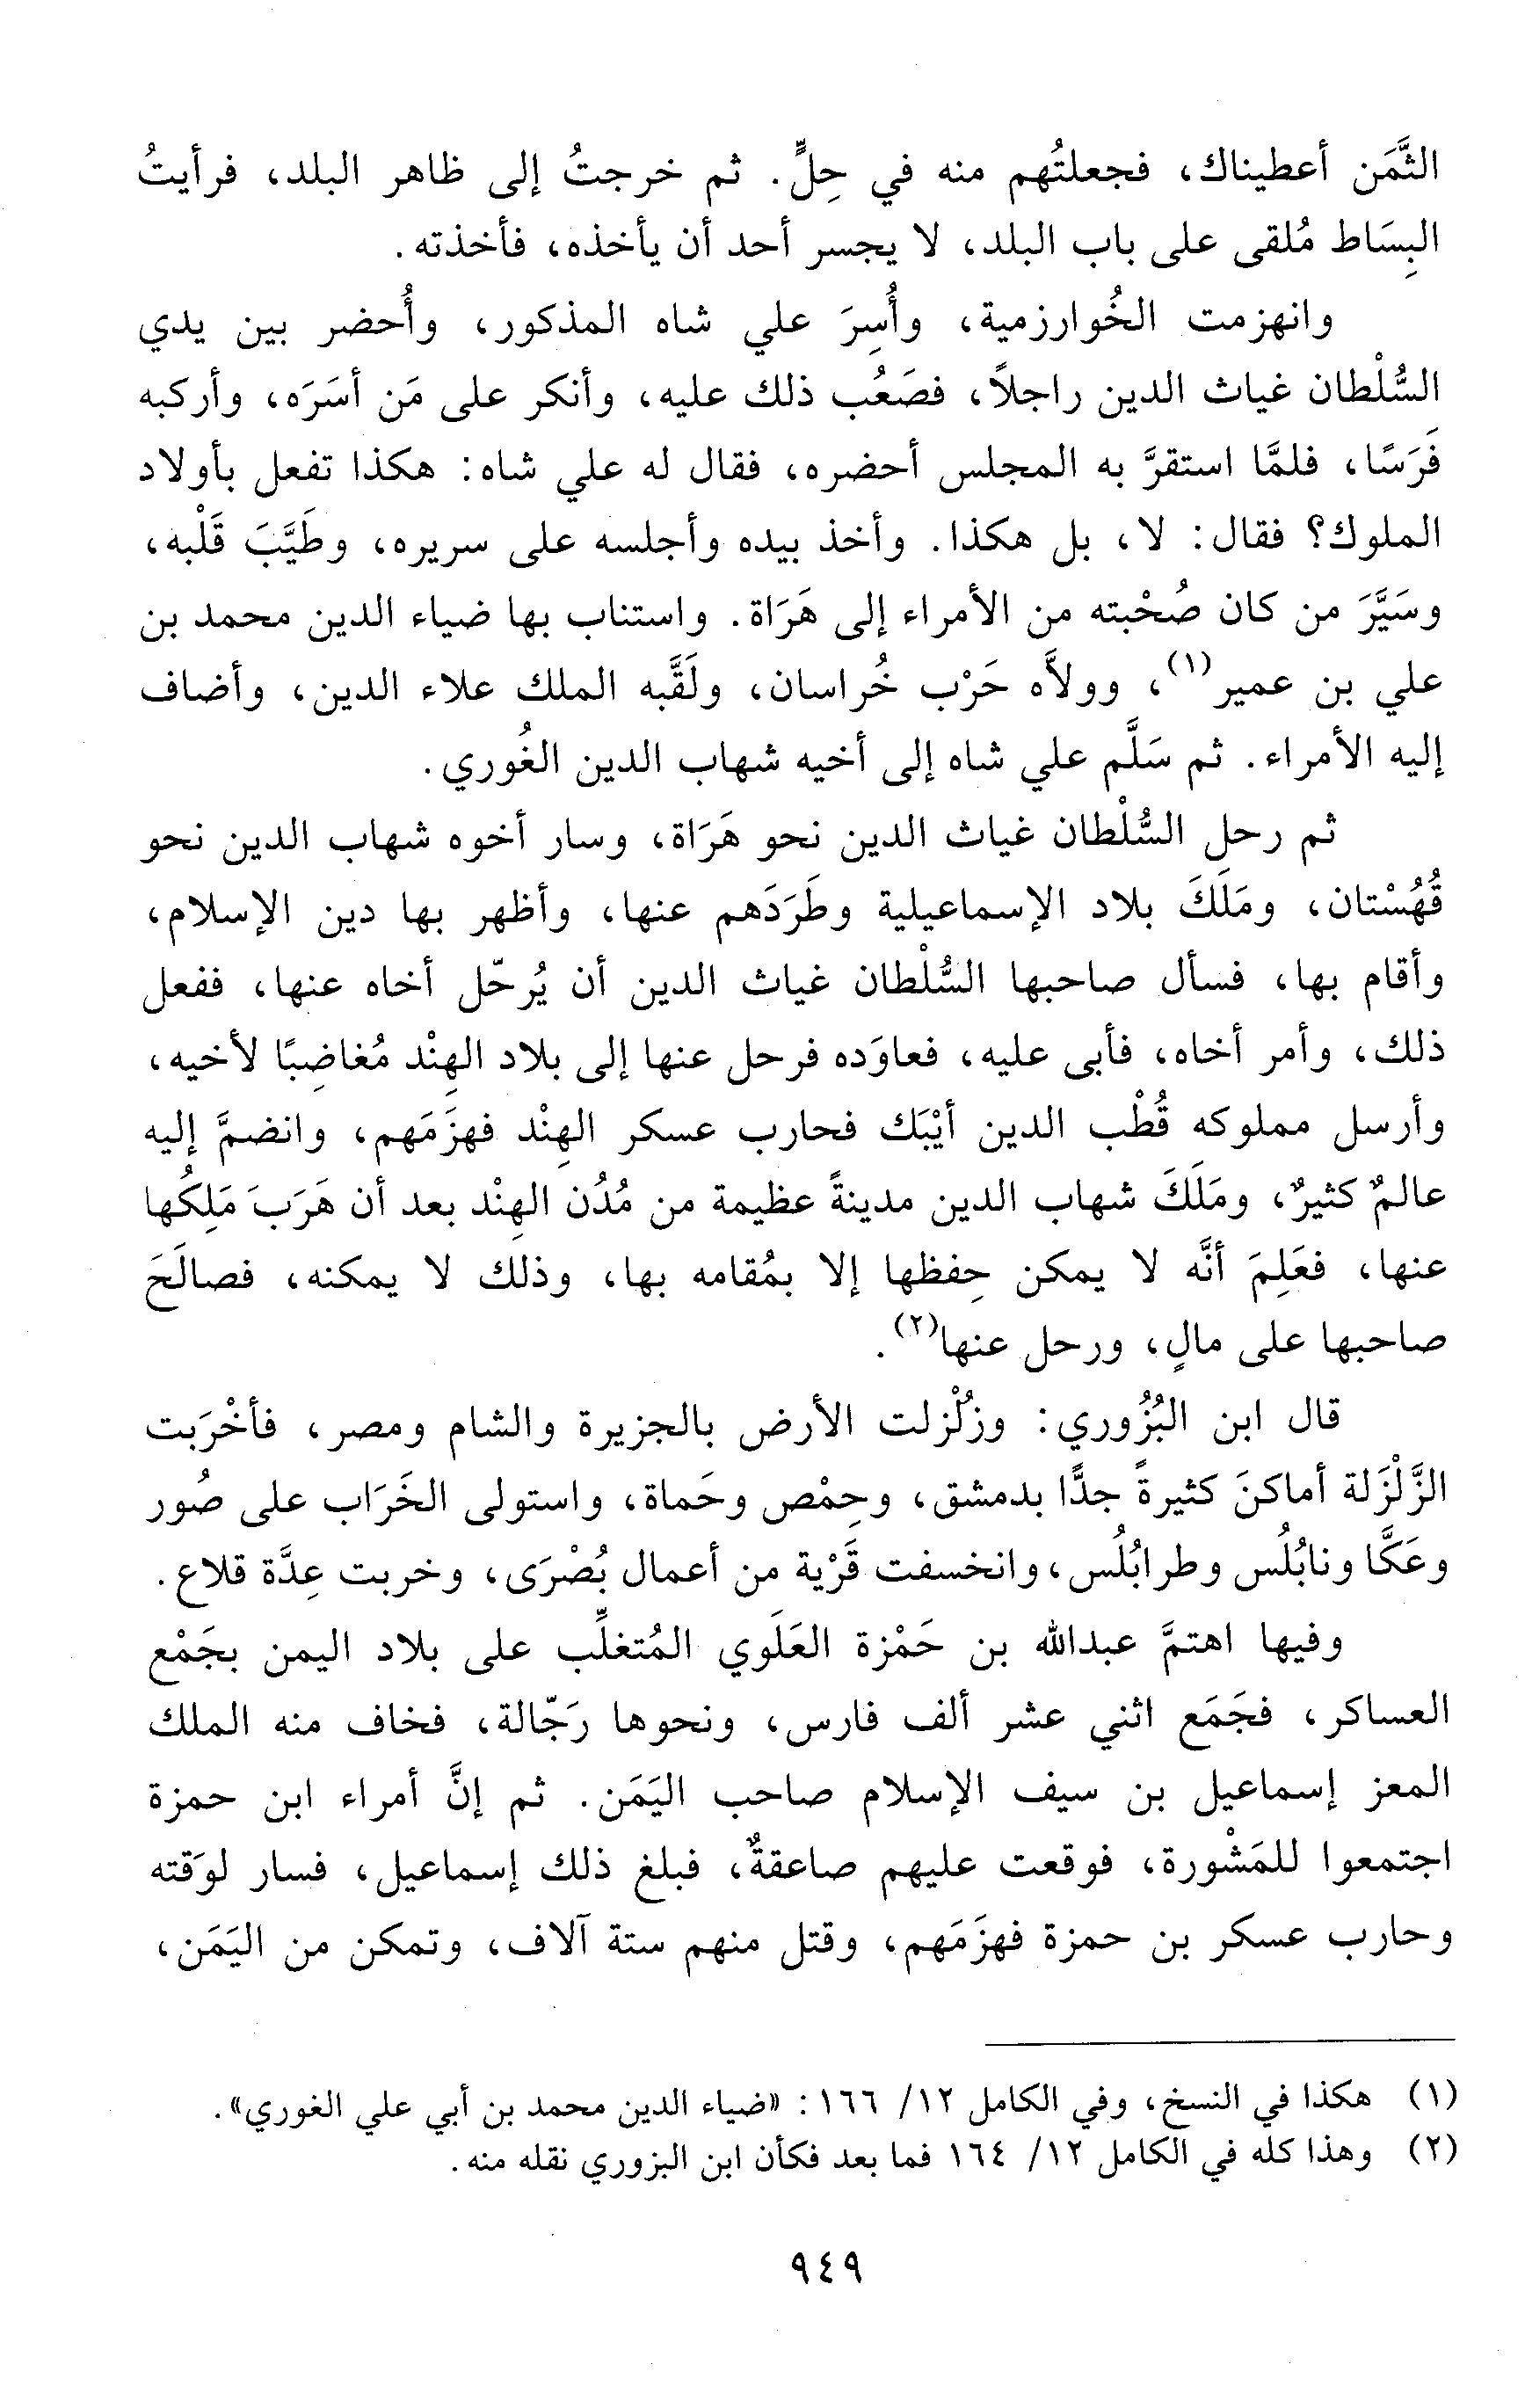 الثَّمَن أعطيناك، فجعلتُهم منه في حِلٍّ. ثم خرجتُ إلى ظاهر البلد، فرأيتُ
البِسَاط مُلقى على باب البلد، لا يجسر أحد أن يأخذه، فأخذته.
وانهزمت الخُوارزمية، وأُسِرَ علي شاه المذكور، وأُحضر بين يدي
السُّلْطان غياث الدين راجلاً، فصَعُب ذلك عليه، وأنكر على مَن أسَرَه، وأركبه
فَرَسًا، فلمَّا استقرَّ به المجلس أحضره، فقال له علي شاه: هكذا تفعل بأولاد
الملوك؟ فقال: لا، بل هكذا. وأخذ بيده وأجلسه على سريره، وطَيَّبَ قَلْبه،
وسَيَّرَ من كان صُحْبته من الأمراء إلى هَرَاة. واستناب بها ضياء الدين محمد بن
علي بن عمير(١)، وولاَّه حَرْب خُراسان، ولَقَّبه الملك علاء الدين، وأضاف
إليه الأمراء. ثم سَلَّم علي شاه إلى أخيه شهاب الدين الغُوري.
ثم رحل السُّلْطان غياث الدين نحو هَرَاة، وسار أخوه شهاب الدين نحو
قُهُسْتان، ومَلَكَ بلاد الإسماعيلية وطَرَدَهم عنها، وأظهر بها دين الإسلام،
وأقام بها، فسأل صاحبها السُّلْطان غياث الدين أن يُرحّل أخاه عنها، ففعل
ذلك، وأمر أخاه، فأبى عليه، فعاوَده فرحل عنها إلى بلاد الهِنْد مُغاضِبًا لأخيه،
وأرسل مملوكه قُطْب الدين أيْبَك فحارب عسكر الهِنْد فهزَمَهم، وانضمَّ إليه
عالمٌ كثيرٌ، ومَلَكَ شهاب الدين مدينةً عظيمة من مُدُن الهِنْد بعد أن هَرَبَ مَلِكُها
عنها، فعَلِمَ أنَّه لا يمكن حِفظها إلا بمُقامه بها، وذلك لا يمكنه، فصالَحَ
صاحبها على مالٍ، ورحل عنها(٢).
قال ابن البُزُوري: وزُلْزلت الأرض بالجزيرة والشام ومصر، فأخْرَبت
الزَّلْزَلة أماكنَ كثيرةً جدًّا بدمشق، وحِمْص وحَماة، واستولى الخَرَاب على صُور
وعَكَّا ونابُلُس وطرابُلُس، وانخسفت قَرْية من أعمال بُصْرَى، وخربت عِدَّة قلاع.
وفيها اهتمَّ عبدالله بن حَمْزة العَلَوي المُتغلِّب على بلاد اليمن بجَمْع
العساكر، فجَمَع اثني عشر ألف فارس، ونحوها رَجّالة، فخاف منه الملك
المعز إسماعيل بن سيف الإسلام صاحب اليَمَن. ثم إنَّ أمراء ابن حمزة
اجتمعوا للمَشْورة، فوقعت عليهم صاعقةٌ، فبلغ ذلك إسماعيل، فسار لوَقته
وحارب عسكر بن حمزة فهزَمَهم، وقتل منهم ستة آلاف، وتمكن من اليَمَن،
(١) هكذا في النسخ، وفي الكامل ١٢/ ١٦٦: «ضياء الدين محمد بن أبي علي الغوري».
(٢) وهذا كله في الكامل ١٢/ ١٦٤ فما بعد فكأن ابن البزوري نقله منه.
٩٤٩